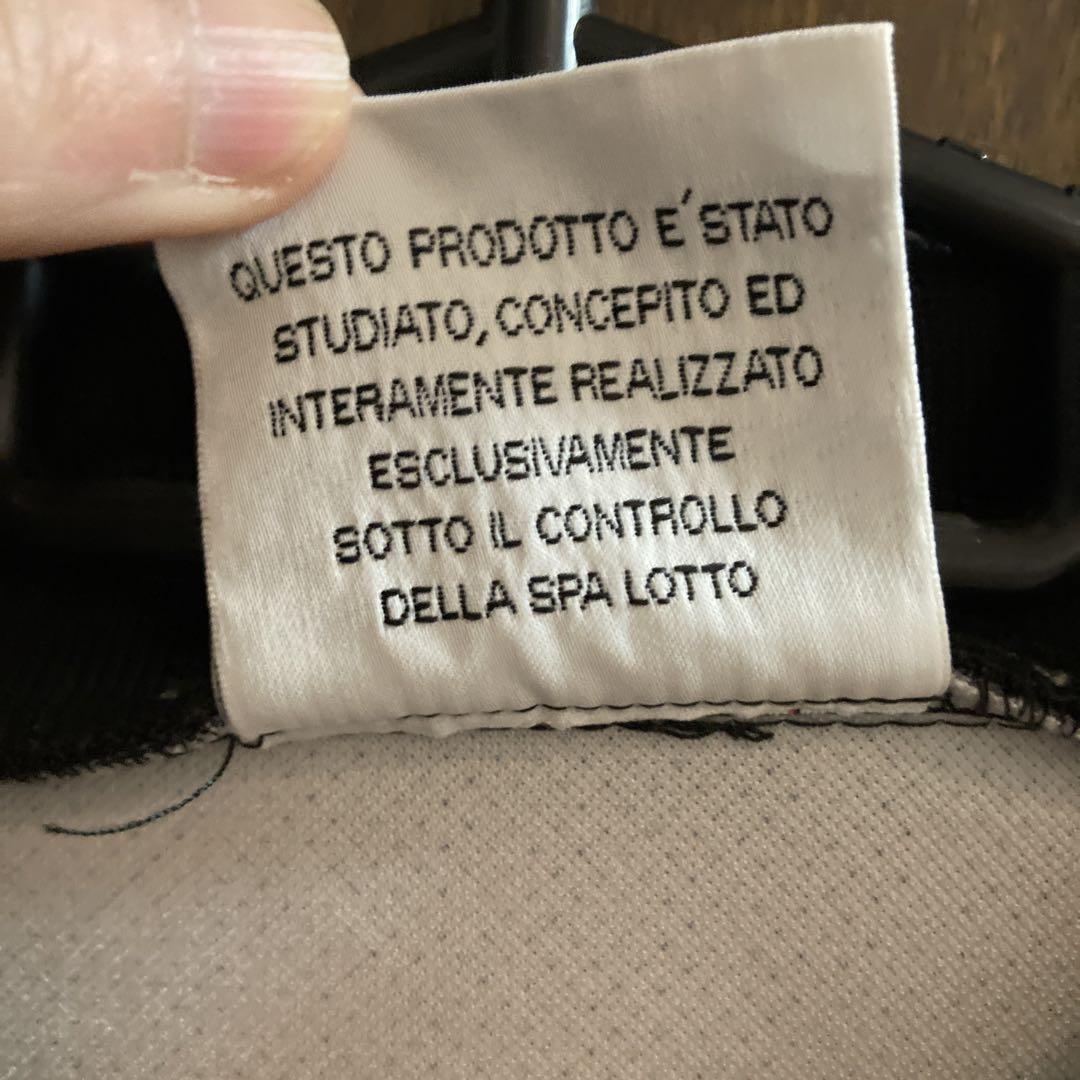 QUESTO PRODOTTO E´ STATO
STUDIATO, CONCEPITO ED
INTERAMENTE REALIZZATO
ESCLUSIVAMENTE
SOTTO IL CONTROLLO
DELLA SPA LOTTO